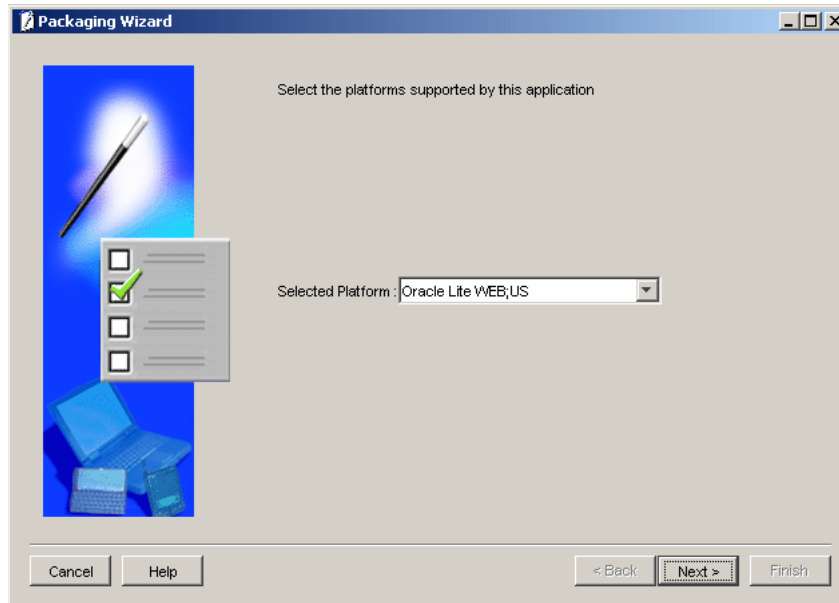 Packaging Wizard
Select the platforms supported by this application
Selected Platform : Oracle Lite WEB;US
Cancel Help < Back Next > Finish